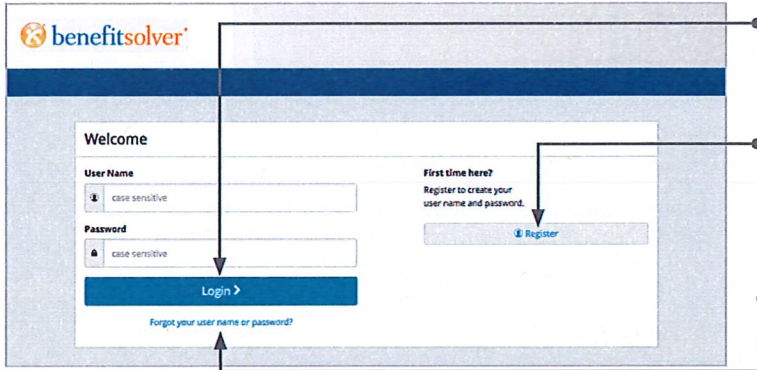 benefitsolver
Welcome
User Name
case sensitive
Password
case sensitive
Login >
Forgot your user name or password?
First time here?
Register to create your
user name and password.
Register